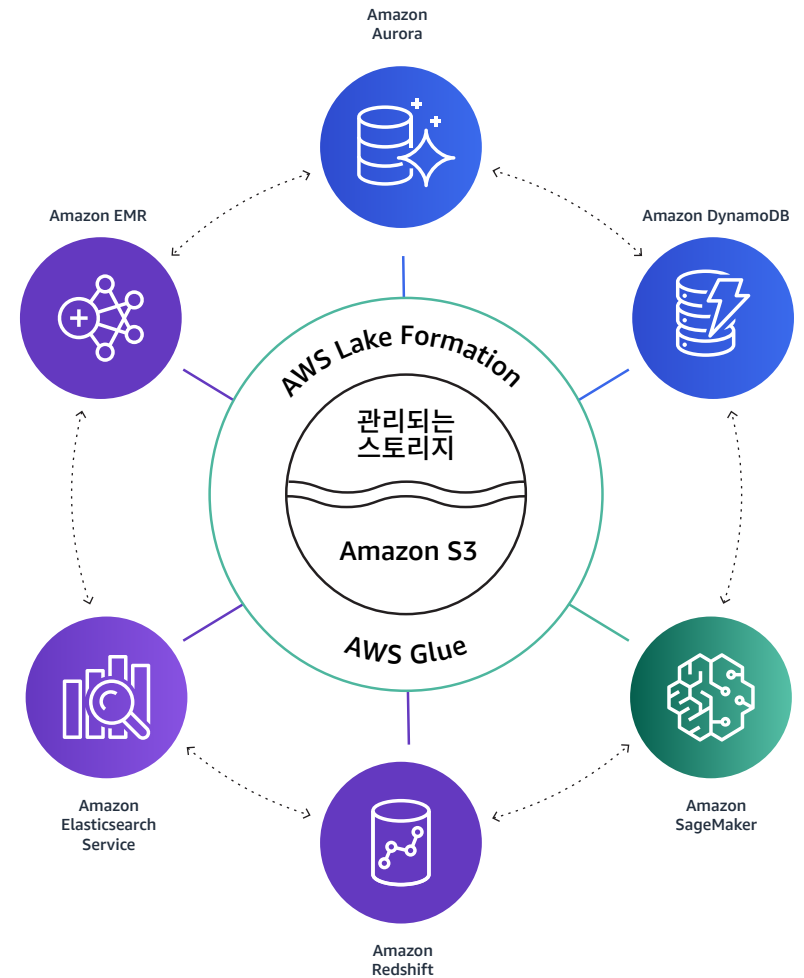 Amazon
Aurora
Amazon EMR
Amazon DynamoDB
AWS Lake Formation
관리되는
스토리지
Amazon S3
AWS Glue
Amazon
Elasticsearch
Service
Amazon
SageMaker
Amazon
Redshift